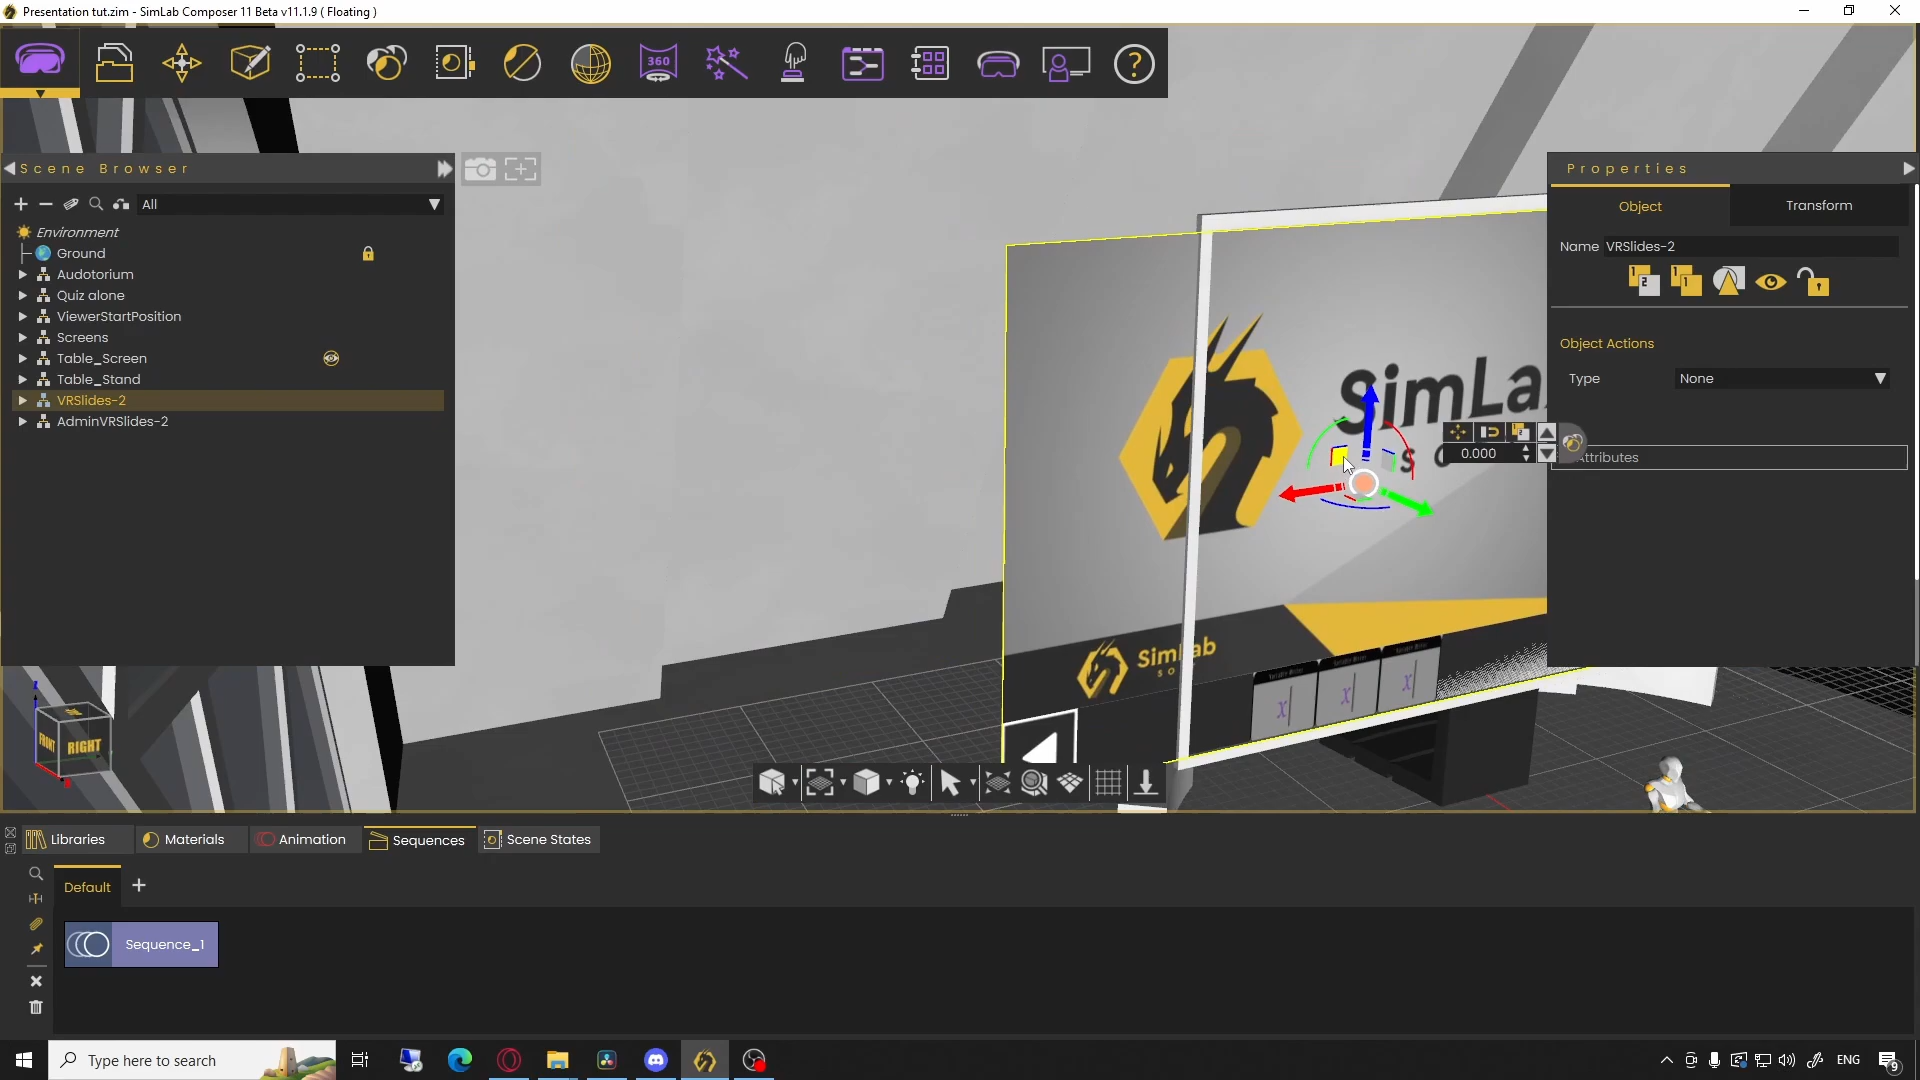 Presentation tut.zim - SimLab Composer 11 Beta v11.1.9 ( Floating )
360
?
Scene Browser
All
Environment
Ground
Audotorium
Quiz alone
ViewerStartPosition
Screens
Table_Screen
Table_Stand
VRSlides-2
AdminVRSlides-2
Properties
Object
Transform
Name VRSlides-2
Object Actions
Type None
0.000
Attributes
SimLa
S O
SimLab
SO
FRONT
RIGHT
Libraries
Materials
Animation
Sequences
Scene States
Default
Sequence_1
Type here to search
ENG
9